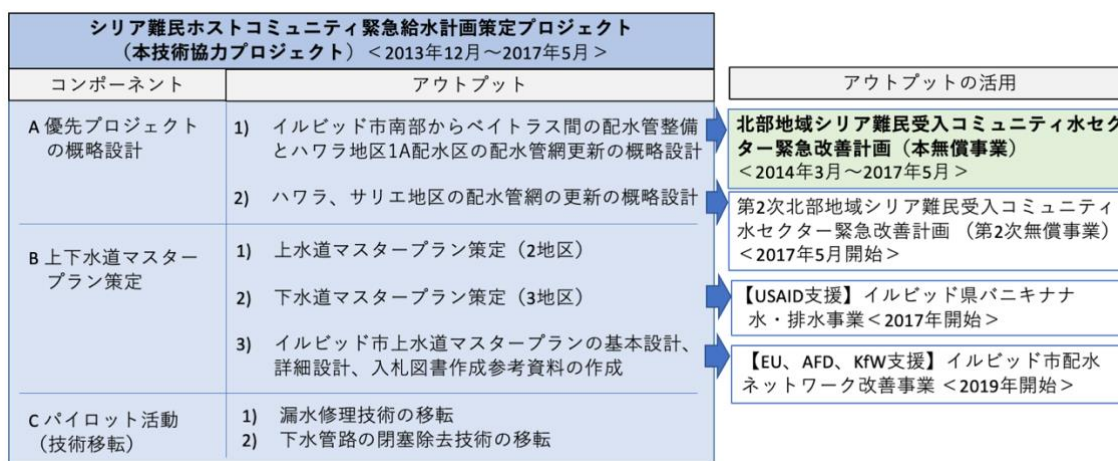 シリア難民ホストコミュニティ緊急給水計画策定プロジェクト
（本技術協力プロジェクト）＜2013年12月～2017年5月＞
コンポーネント
アウトプット
アウトプットの活用
A 優先プロジェクト
の概略設計
1) イルビッド市南部からベイトラス間の配水管整備
とハワラ地区1A配水区の配水管網更新の概略設計
2) ハワラ、サリエ地区の配水管網の更新の概略設計
北部地域シリア難民受入コミュニティ水セク
ター緊急改善計画（本無償事業）
＜2014年3月～2017年5月＞
第2次北部地域シリア難民受入コミュニティ
水セクター緊急改善計画 （第2次無償事業）
＜2017年5月開始＞
B 上下水道マスター
プラン策定
1) 上水道マスタープラン策定（2地区）
2) 下水道マスタープラン策定（3地区）
3) イルビッド市上水道マスタープランの基本設計、
詳細設計、入札図書作成参考資料の作成
【USAID支援】イルビッド県バニキナナ
水・排水事業＜2017年開始＞
【EU、AFD、KfW支援】イルビッド市配水
ネットワーク改善事業 ＜2019年開始＞
C パイロット活動
（技術移転）
1) 漏水修理技術の移転
2) 下水管路の閉塞除去技術の移転